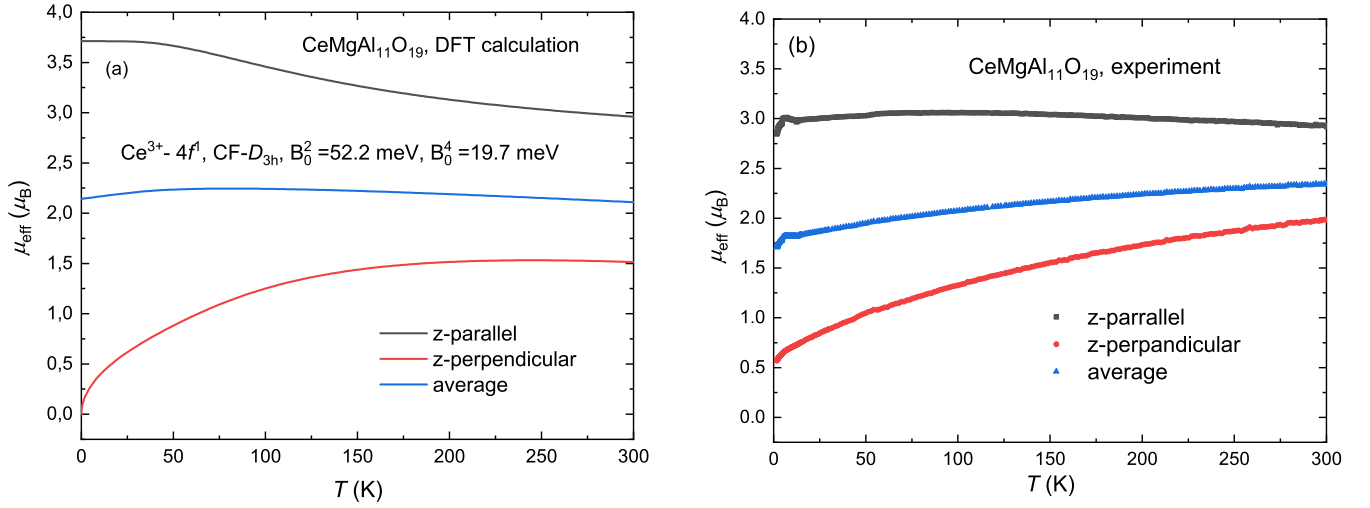 CeMgAl₁₁O₁₉, DFT calculation
(a)
Ce³⁺- 4f¹, CF-D₃ₕ, B₀² =52.2 meV, B₀⁴ =19.7 meV
z-parallel
z-perpendicular
average
4,0
3,5
3,0
2,5
2,0
1,5
1,0
0,5
0,0
μeff (μB)
0 50 100 150 200 250 300
T (K)
(b)
CeMgAl₁₁O₁₉, experiment
z-parrallel
z-perpandicular
average
4.0
3.5
3.0
2.5
2.0
1.5
1.0
0.5
0.0
μeff (μB)
0 50 100 150 200 250 300
T (K)